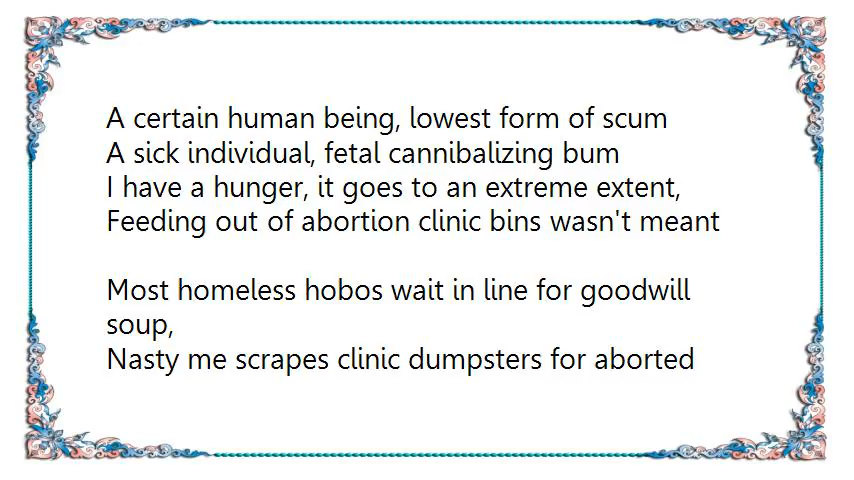 A certain human being, lowest form of scum
A sick individual, fetal cannibalizing bum
I have a hunger, it goes to an extreme extent,
Feeding out of abortion clinic bins wasn't meant
Most homeless hobos wait in line for goodwill
soup,
Nasty me scrapes clinic dumpsters for aborted